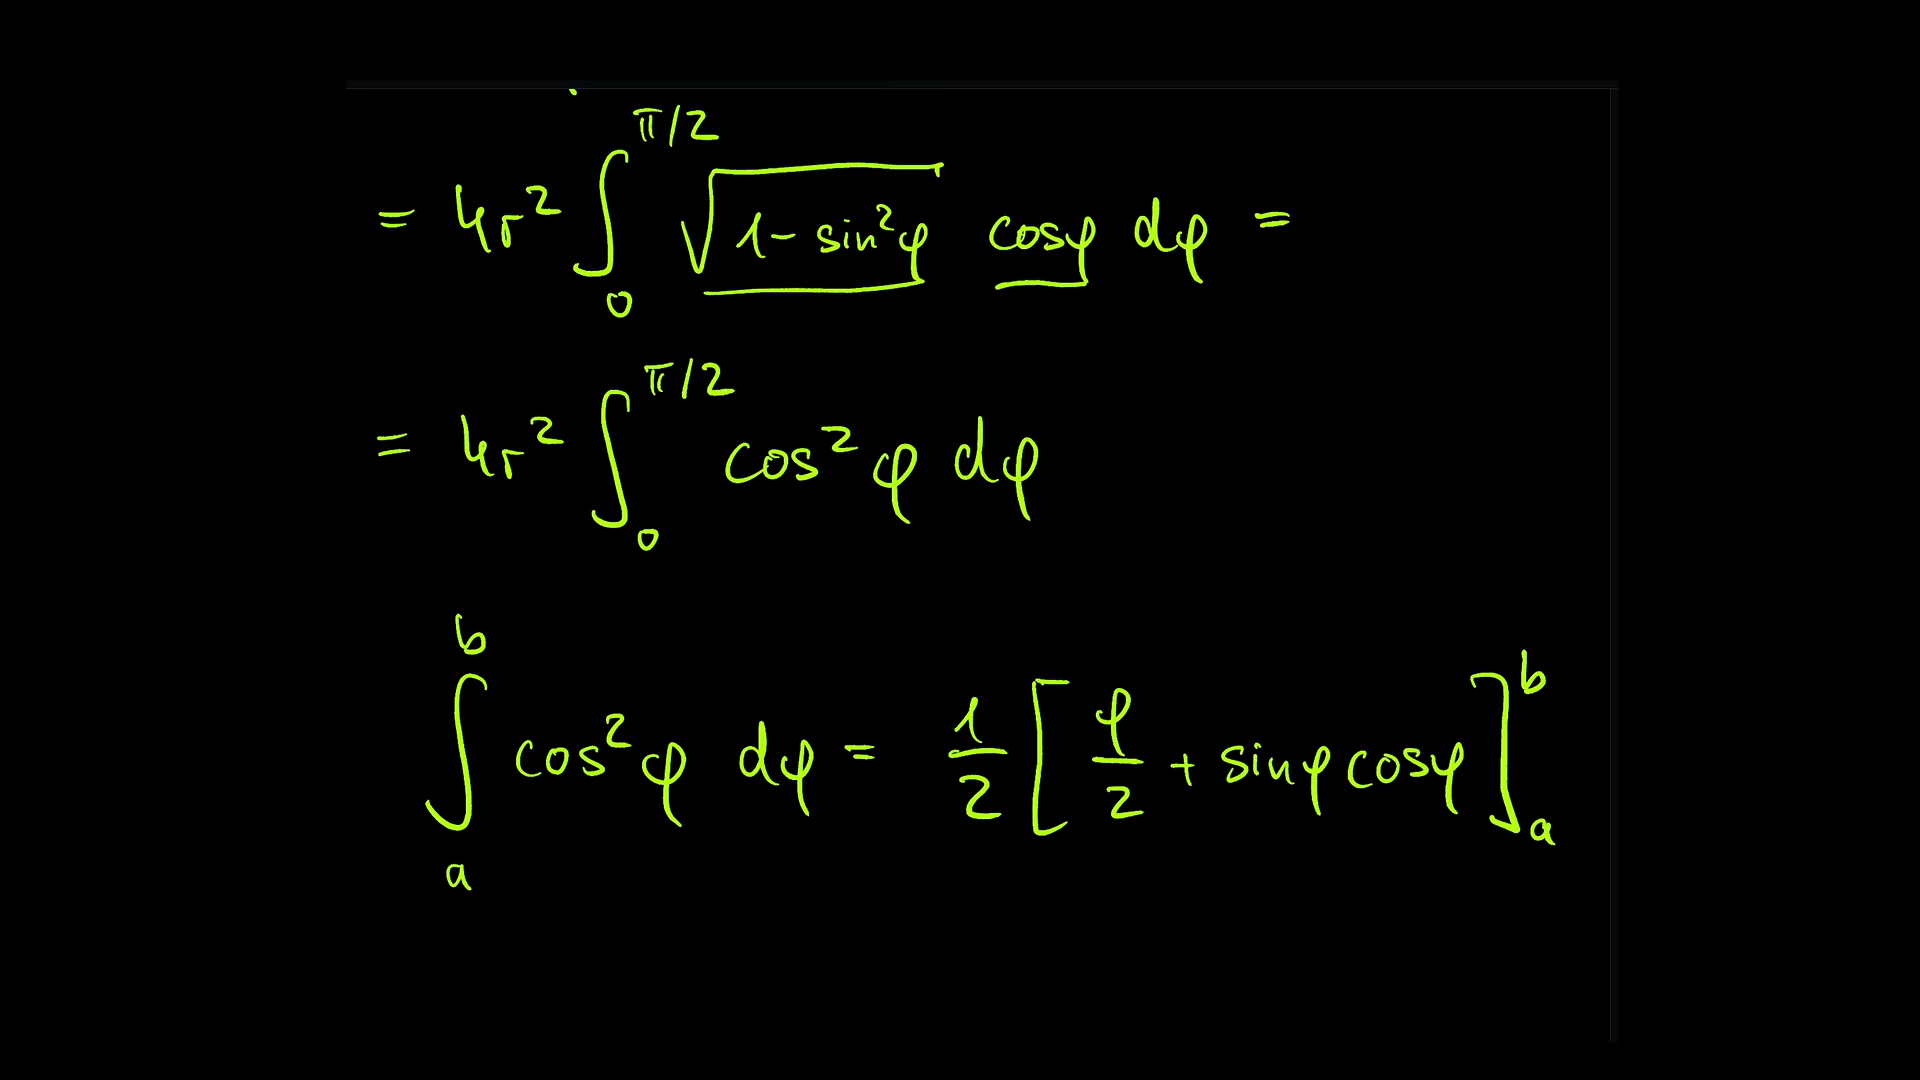 = 4r² ∫₀^{π/2} √(1 - sin²φ) cosφ dφ =
= 4r² ∫₀^{π/2} cos²φ dφ
∫ₐᵇ cos²φ dφ = 1/2 [ φ/2 + sinφ cosφ ]ₐᵇ